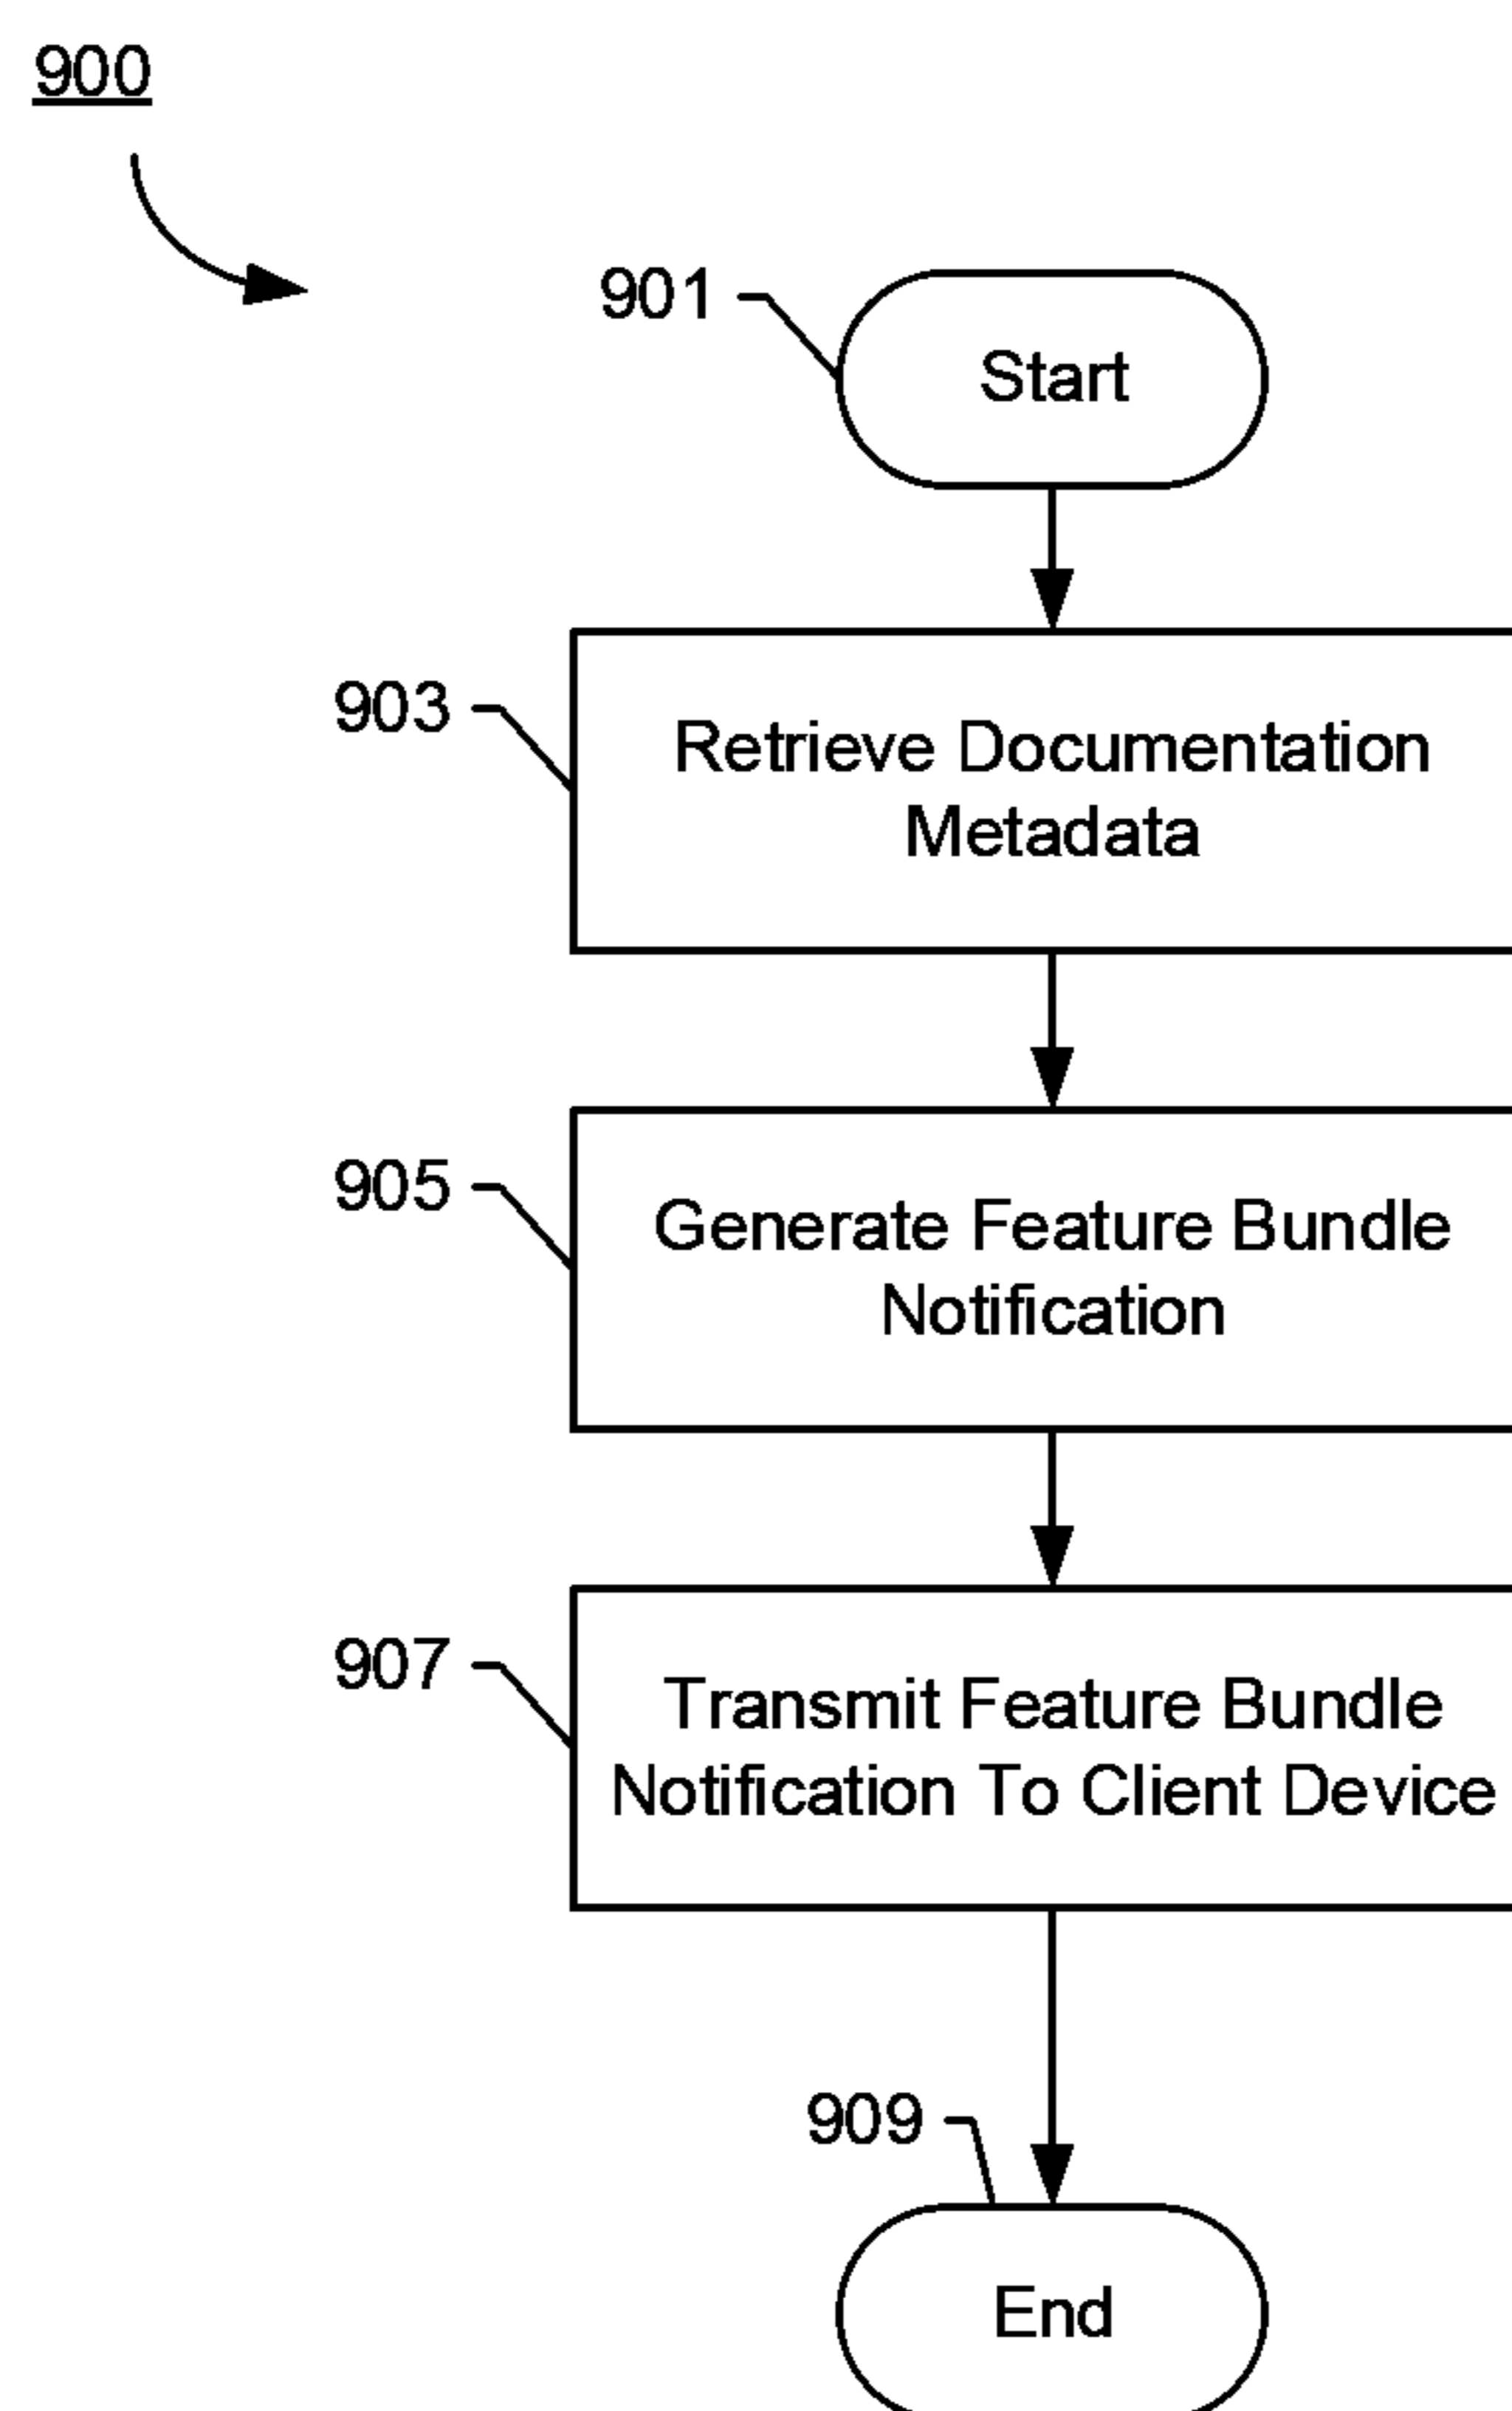 900
901
Start
903
Retrieve Documentation
Metadata
905
Generate Feature Bundle
Notification
907
Transmit Feature Bundle
Notification To Client Device
909
End